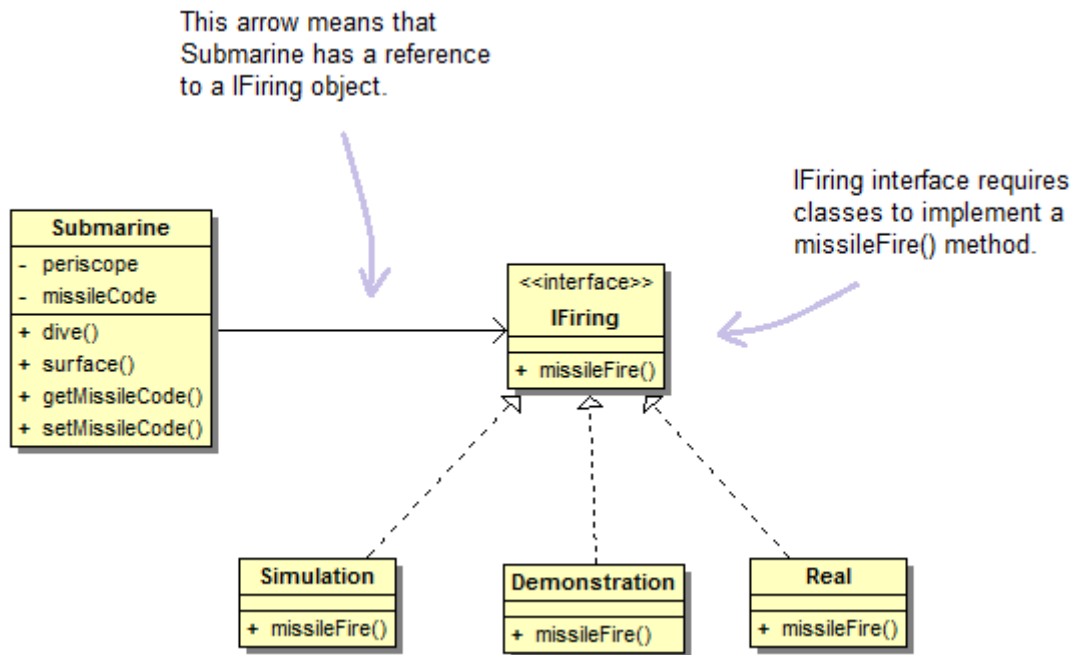 This arrow means that
Submarine has a reference
to a IFiring object.
IFiring interface requires
classes to implement a
missileFire() method.
Submarine
- periscope
- missileCode
+ dive()
+ surface()
+ getMissileCode()
+ setMissileCode()
<<interface>>
IFiring
+ missileFire()
Simulation
+ missileFire()
Demonstration
+ missileFire()
Real
+ missileFire()